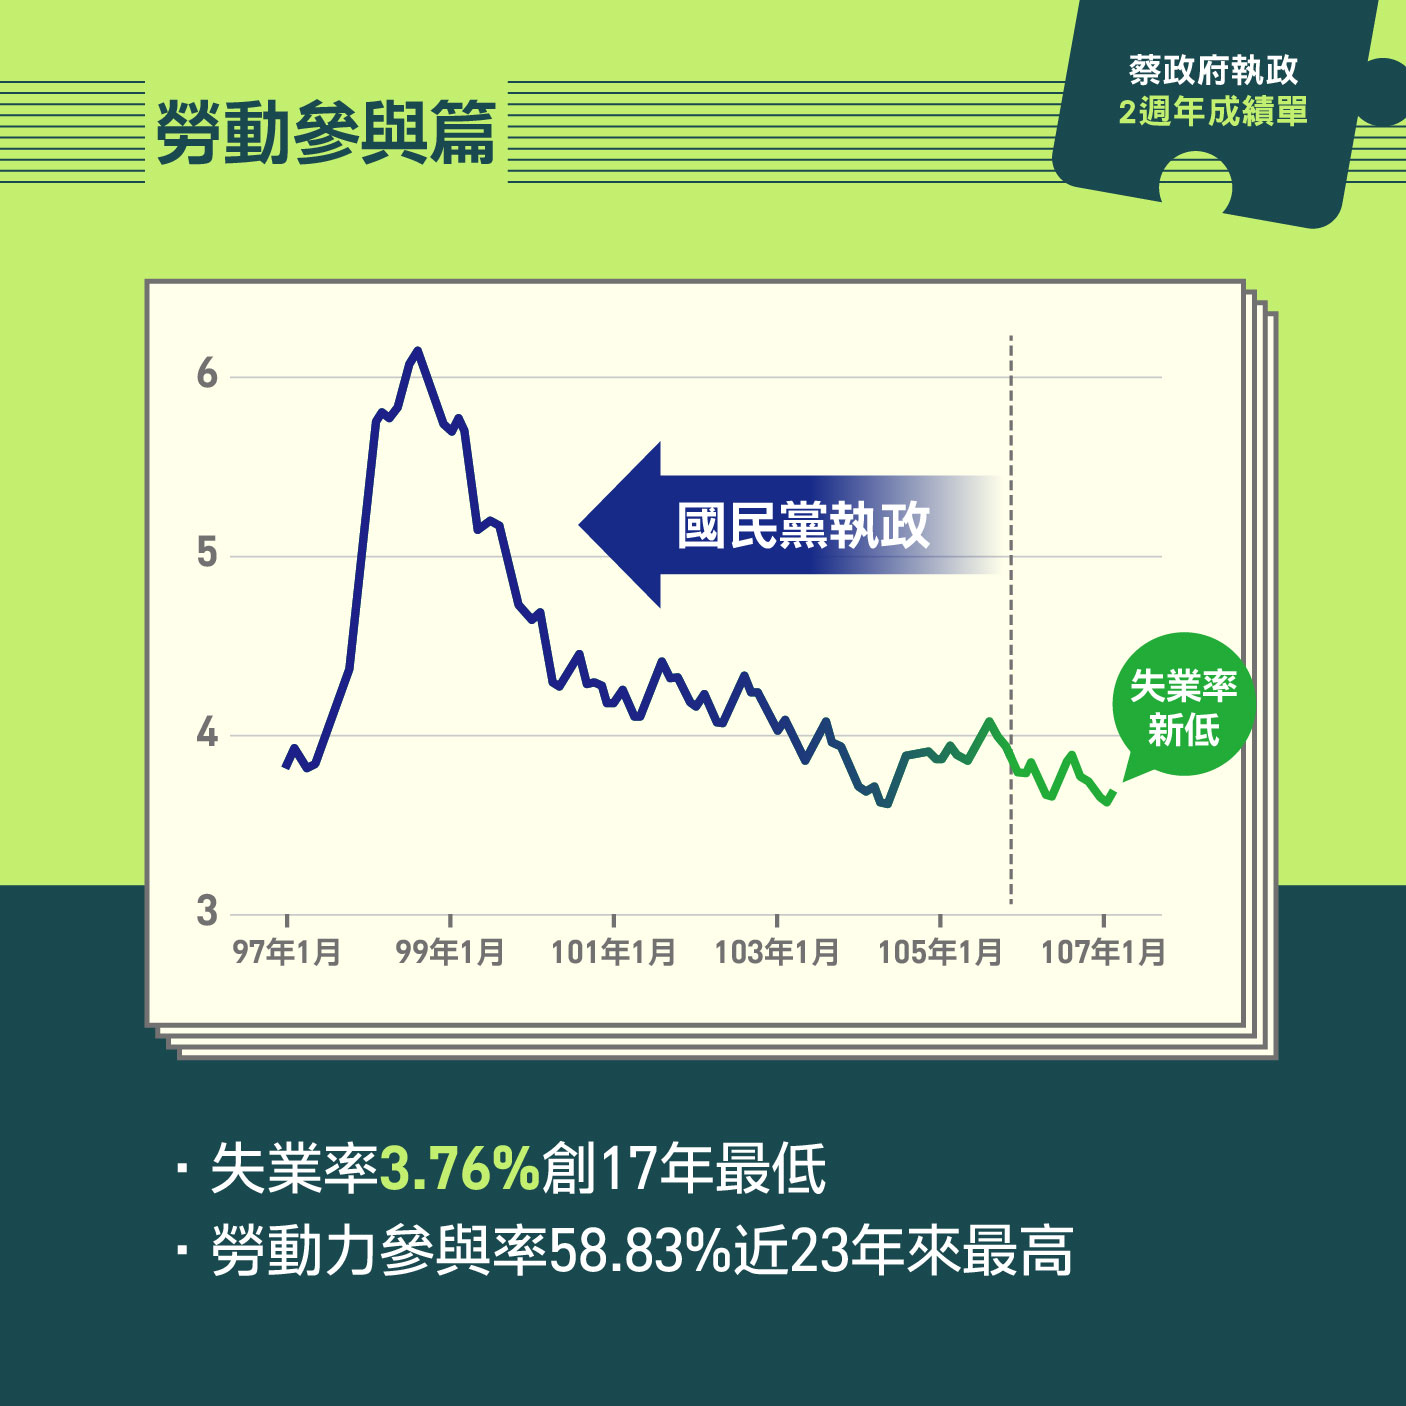 蔡政府執政
2週年成績單
勞動參與篇
6
5
4
3
國民黨執政
失業率
新低
97年1月 99年1月 101年1月 103年1月 105年1月 107年1月
·失業率3.76%創17年最低
·勞動力參與率58.83%近23年來最高